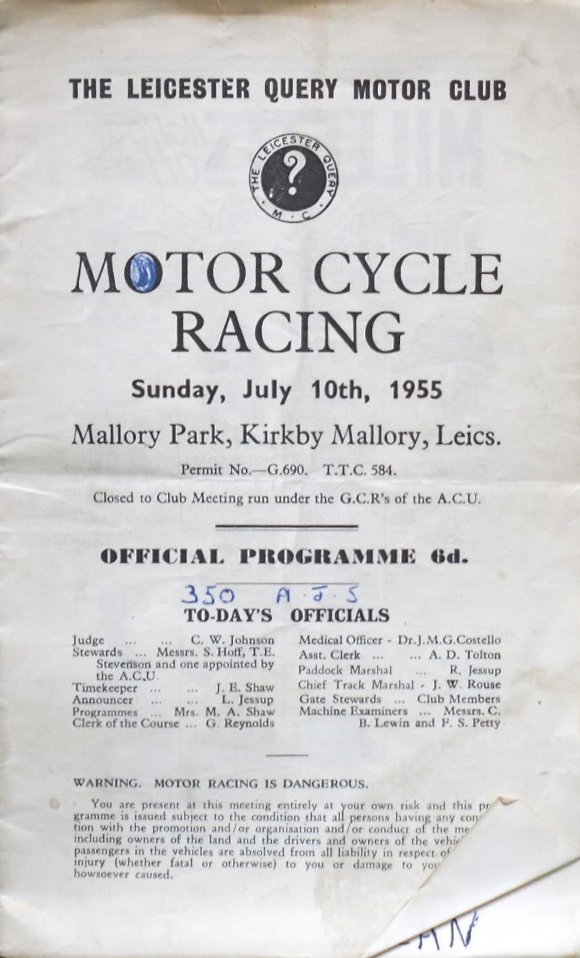 THE LEICESTER QUERY MOTOR CLUB
THE LEICESTER QUERY
?
M . C
MOTOR CYCLE
RACING
Sunday, July 10th, 1955
Mallory Park, Kirkby Mallory, Leics.
Permit No.—G.690. T.T.C. 584.
Closed to Club Meeting run under the G.C.R's of the A.C.U.
OFFICIAL PROGRAMME 6d.
350 A.J.S
TO-DAY'S OFFICIALS
Judge ... ... C. W. Johnson
Stewards ... Messrs. S. Hoff, T.E.
Stevenson and one appointed by
the A.C.U
Timekeeper ... ... J. E. Shaw
Announcer ... ... L. Jessup
Programmes ... Mrs. M. A. Shaw
Clerk of the Course ... G. Reynolds
Medical Officer - Dr.J.M.G.Costello
Asst. Clerk ... ... A. D. Tolton
Paddock Marshal ... R. Jessup
Chief Track Marshal - J. W. Rouse
Gate Stewards ... Club Members
Machine Examiners ... Messrs. C.
B. Lewin and F. S. Petty
WARNING. MOTOR RACING IS DANGEROUS.
You are present at this meeting entirely at your own risk and this pr
gramme is issued subject to the condition that all persons having any con
tion with the promotion and/or organisation and/or conduct of the me
including owners of the land and the drivers and owners of the vehic
passengers in the vehicles are absolved from all liability in respect of
injury (whether fatal or otherwise) to you or damage to you
howsoever caused.